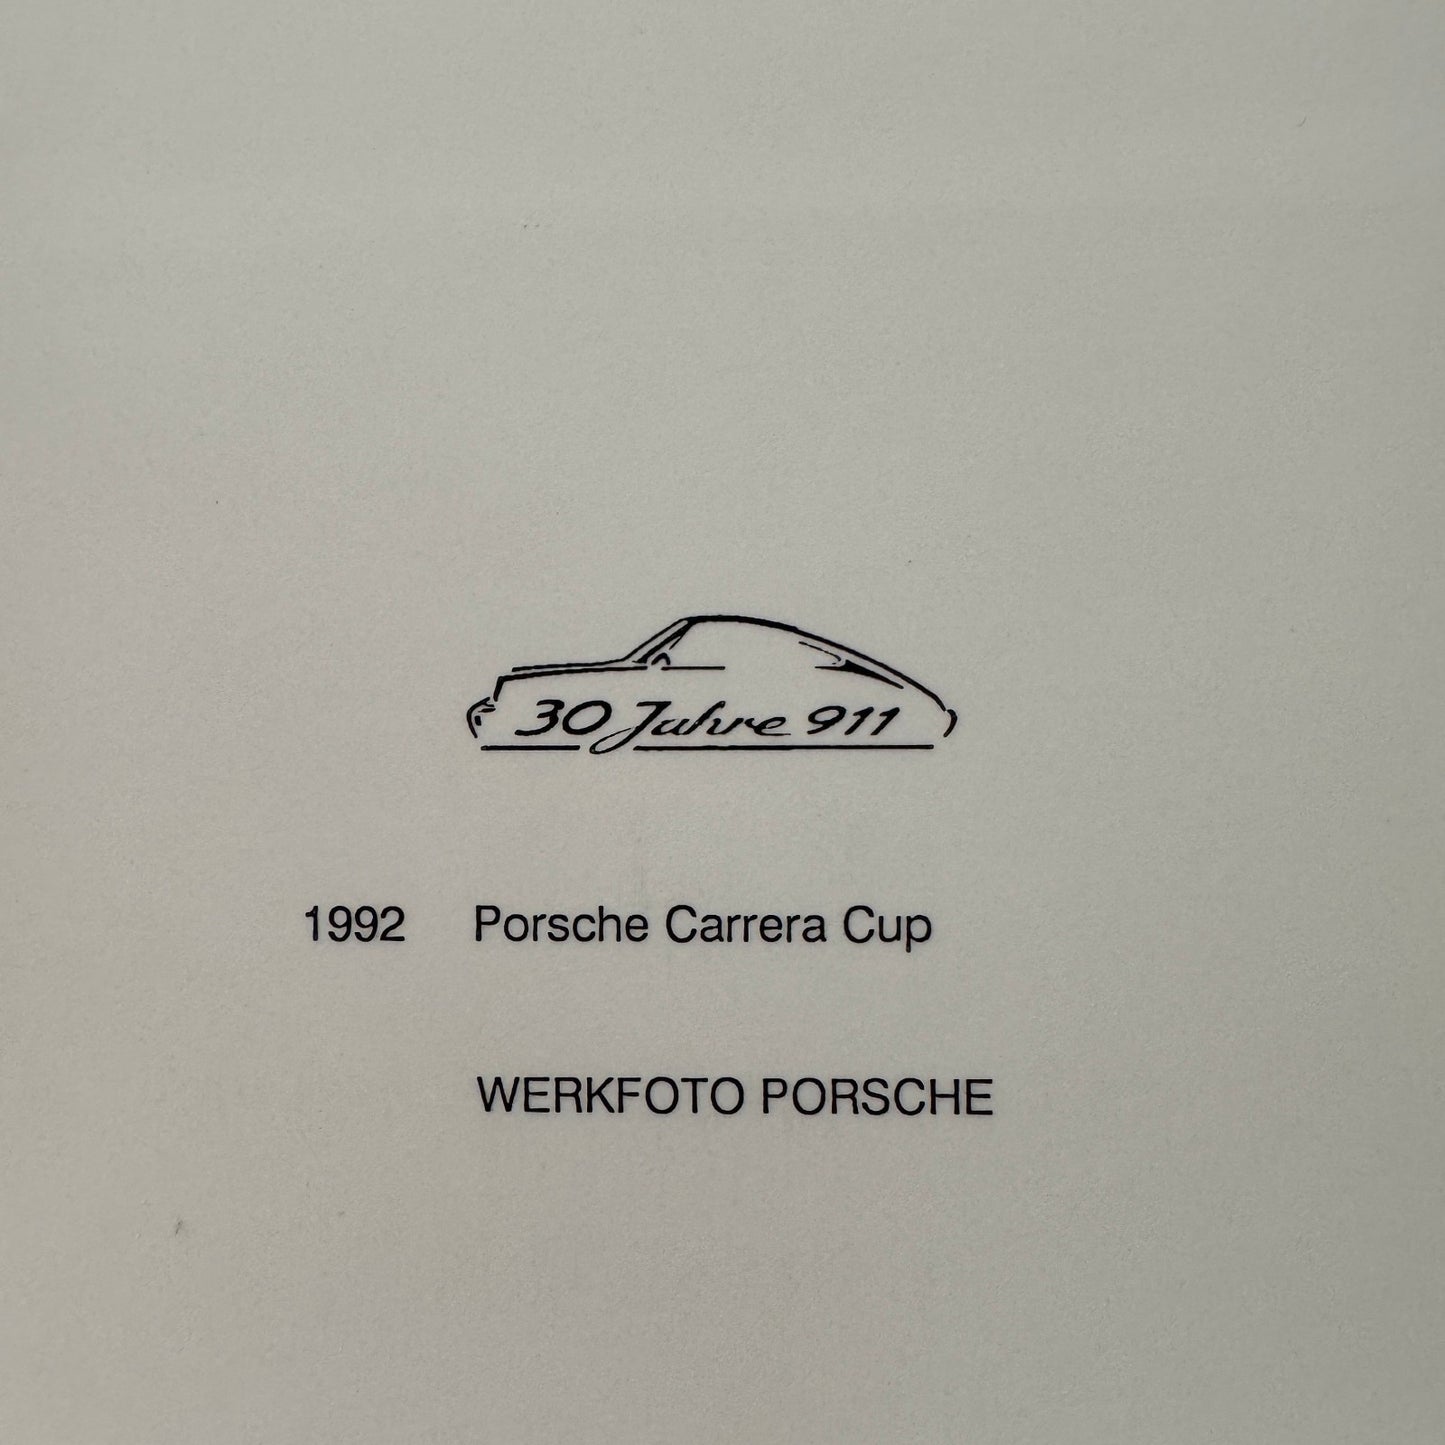 30 Jahre 911
1992 Porsche Carrera Cup
WERKFOTO PORSCHE